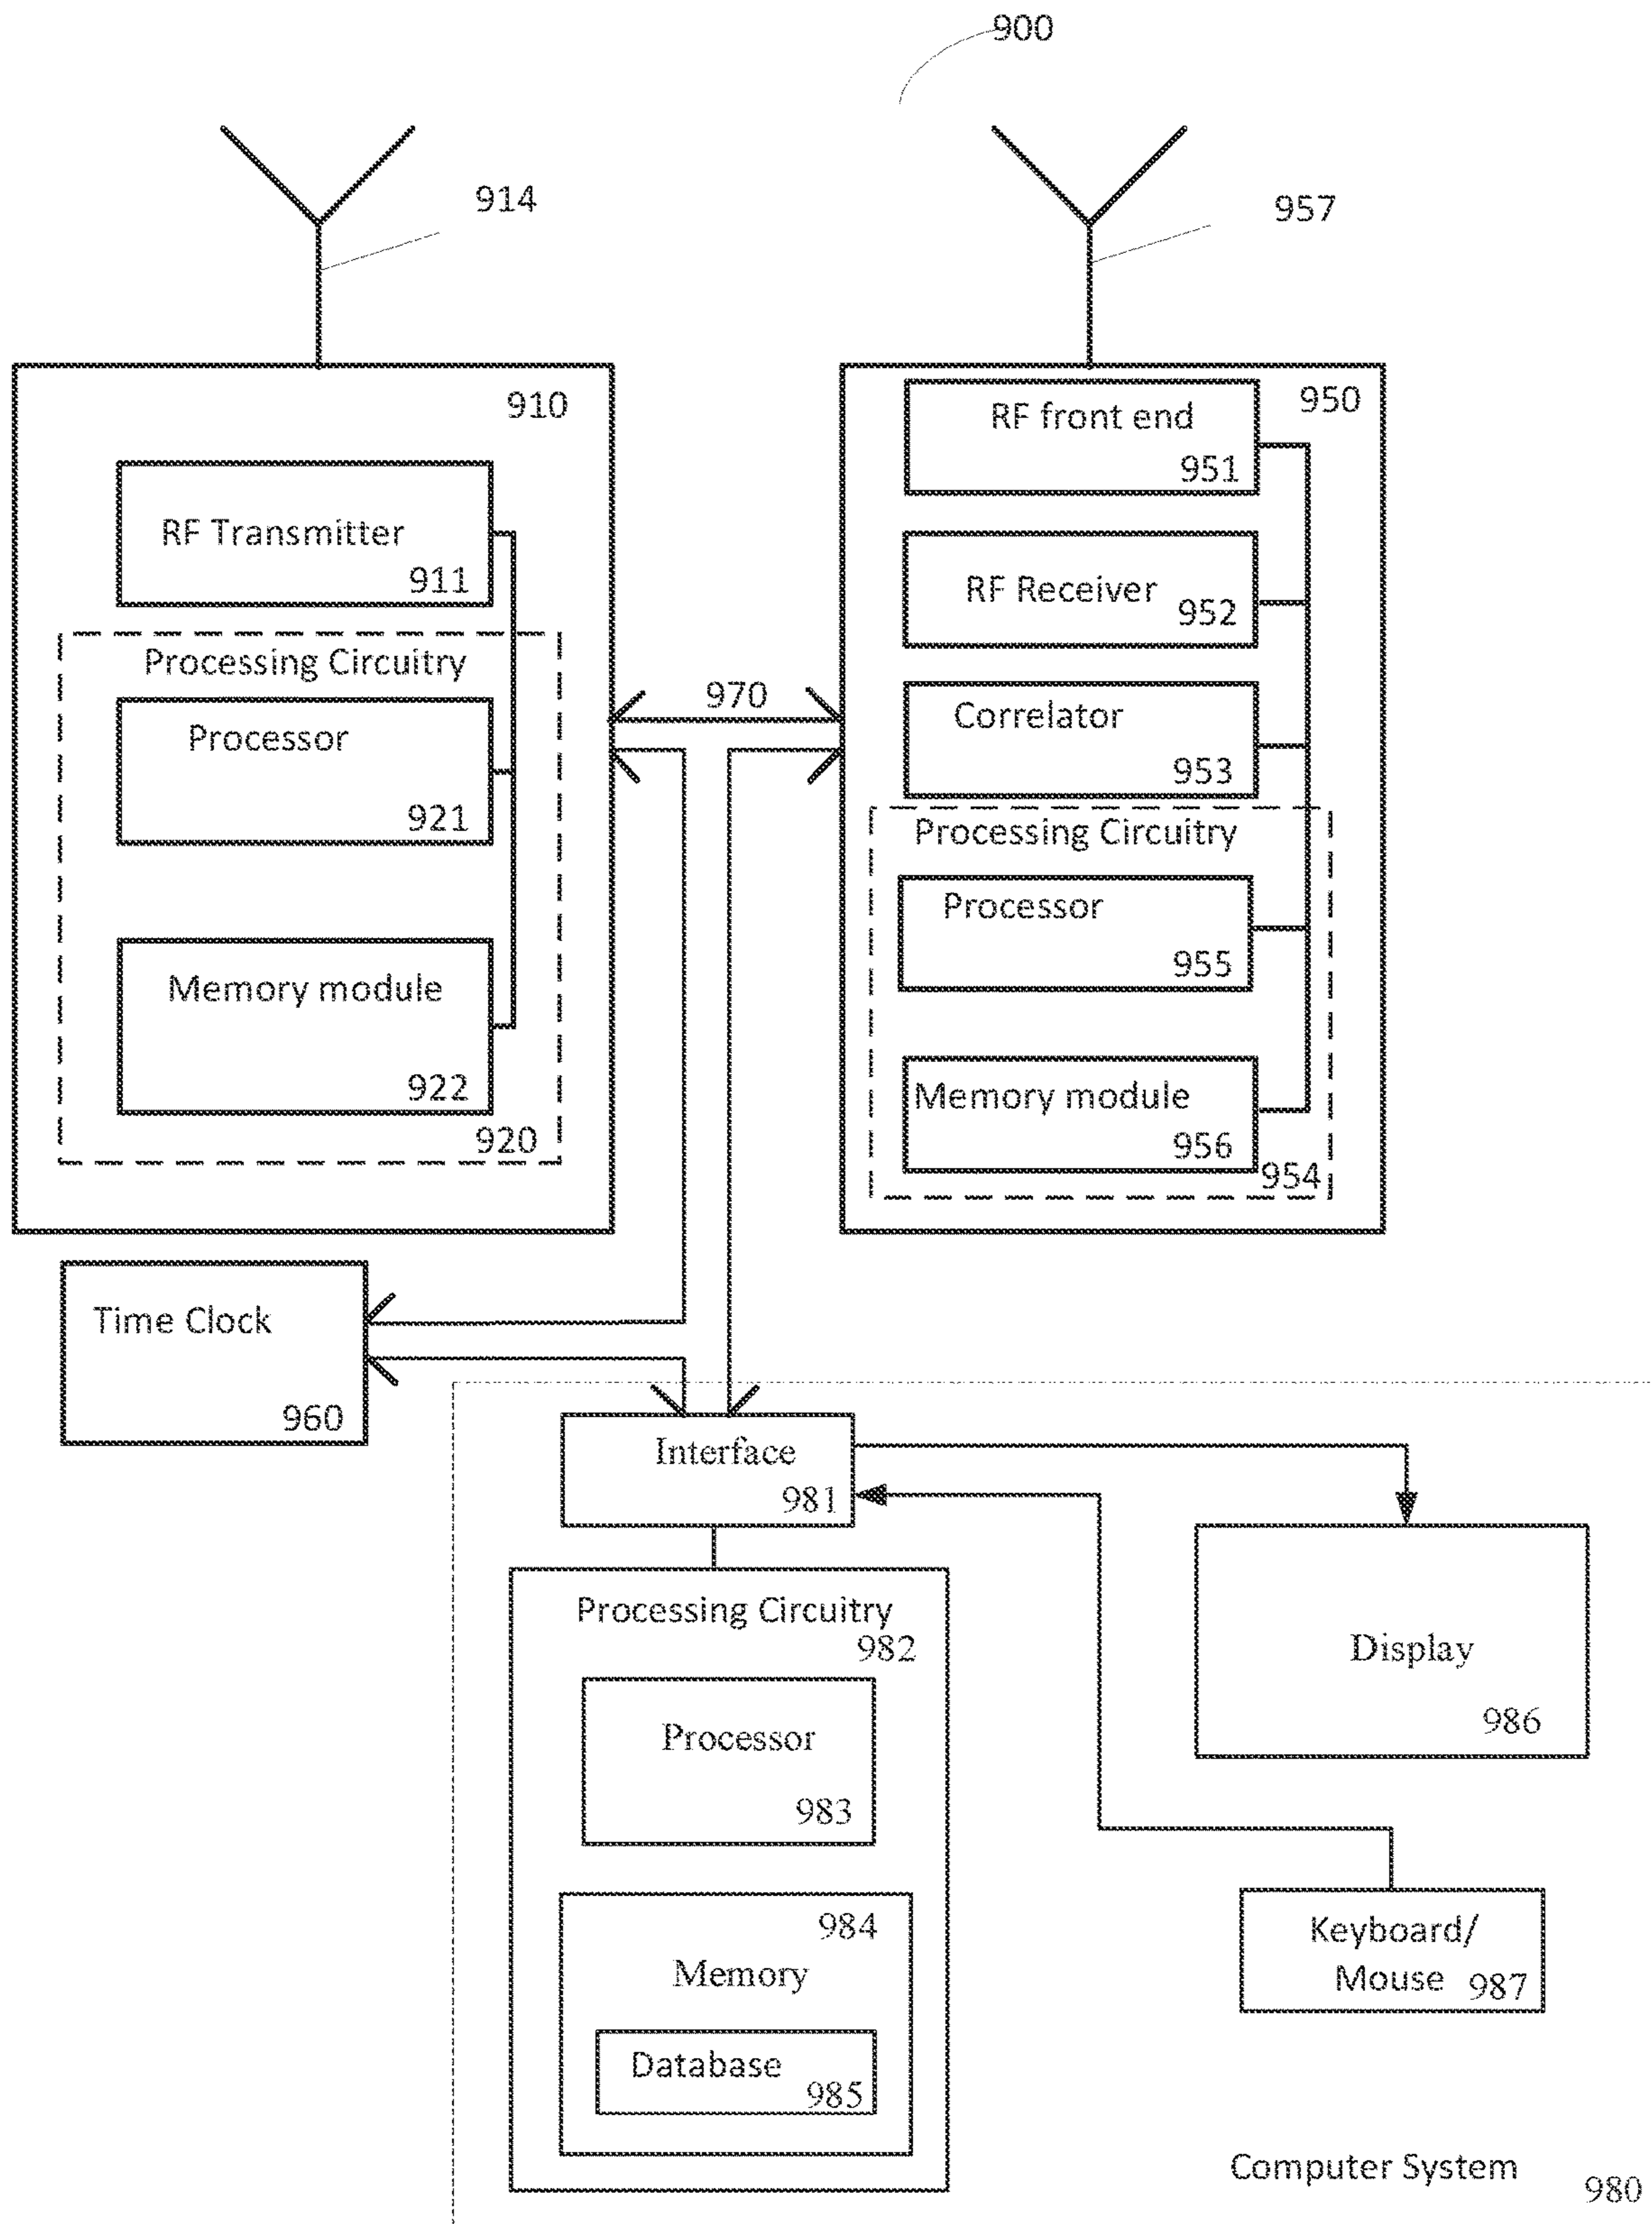 900
914
957
910
RF Transmitter
911
Processing Circuitry
Processor
921
Memory module
922
920
970
950
RF front end
951
RF Receiver
952
Correlator
953
Processing Circuitry
Processor
955
Memory module
956
954
Time Clock
960
Interface
981
Processing Circuitry
982
Processor
983
984
Memory
Database
985
Display
986
Keyboard/
Mouse 987
Computer System
980